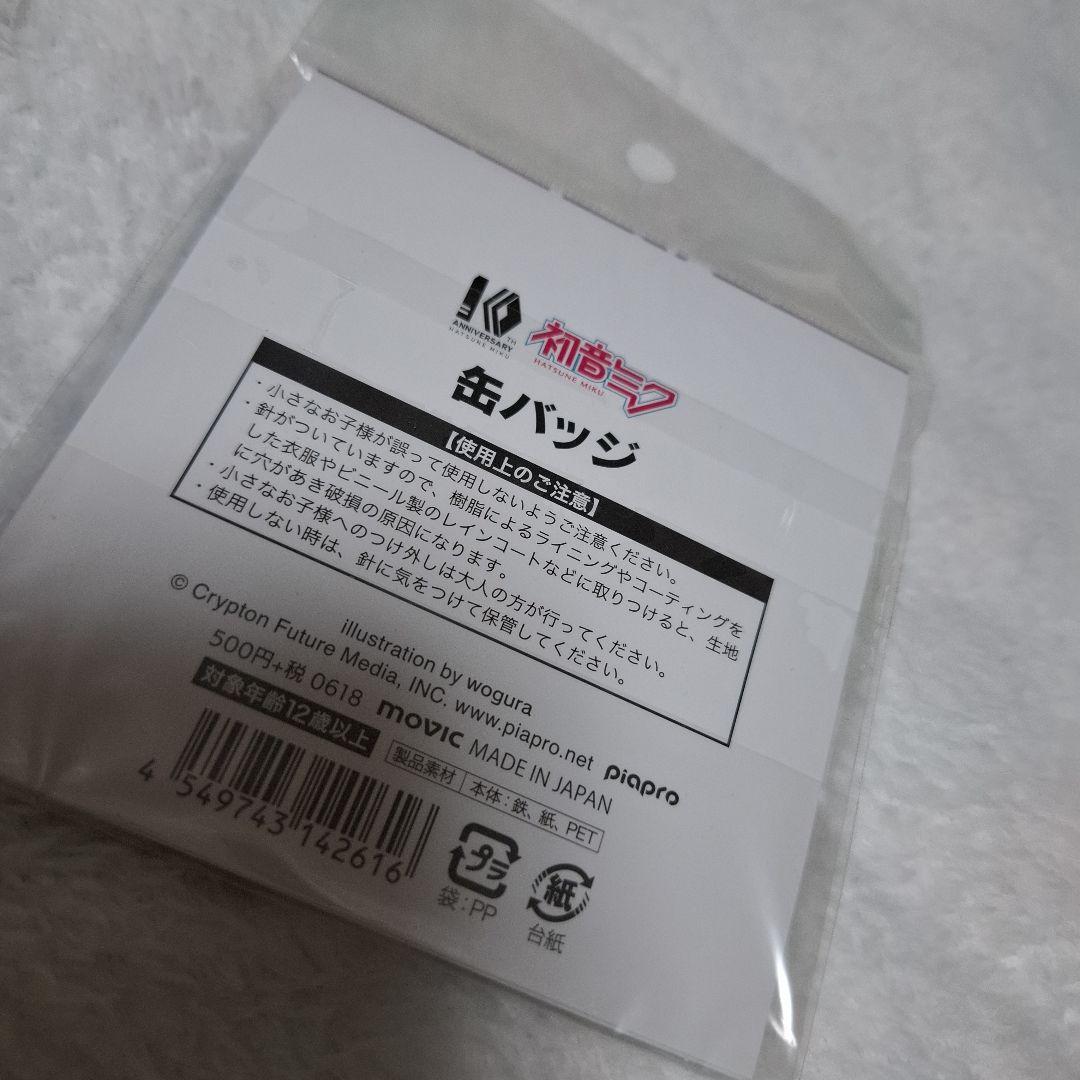 10TH
ANNIVERSARY
HATSUNE MIKU
初音ミク
HATSUNE MIKU
缶バッジ
【使用上のご注意】
・小さなお子様が誤って使用しないようご注意ください。
・針がついていますので、樹脂によるライニングやコーティングを
した衣服やビニール製のレインコートなどに取りつけると、生地
に穴があき破損の原因になります。
・小さなお子様へのつけ外しは大人の方が行ってください。
・使用しない時は、針に気をつけて保管してください。
illustration by wogura
© Crypton Future Media, INC. www.piapro.net piapro
500円+税 0618 movic MADE IN JAPAN
対象年齢12歳以上
製品素材 本体：鉄、紙、PET
4 549743 142616
プラ
袋：PP
紙
台紙